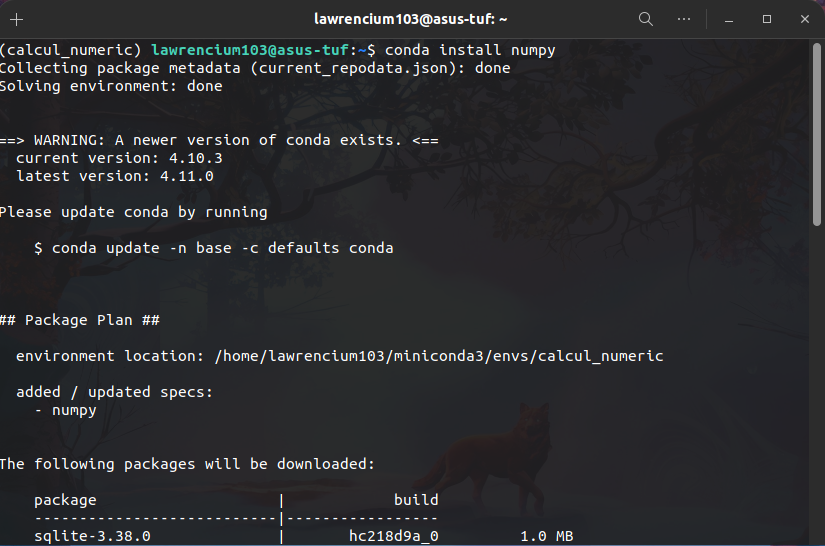 lawrencium103@asus-tuf: ~
(calcul_numeric) lawrencium103@asus-tuf:~$ conda install numpy
Collecting package metadata (current_repodata.json): done
Solving environment: done
==> WARNING: A newer version of conda exists. <==
  current version: 4.10.3
  latest version: 4.11.0
Please update conda by running
    $ conda update -n base -c defaults conda
## Package Plan ##
  environment location: /home/lawrencium103/miniconda3/envs/calcul_numeric
  added / updated specs:
    - numpy
The following packages will be downloaded:
    package                    |            build
    ---------------------------|-----------------
    sqlite-3.38.0              |       hc218d9a_0         1.0 MB